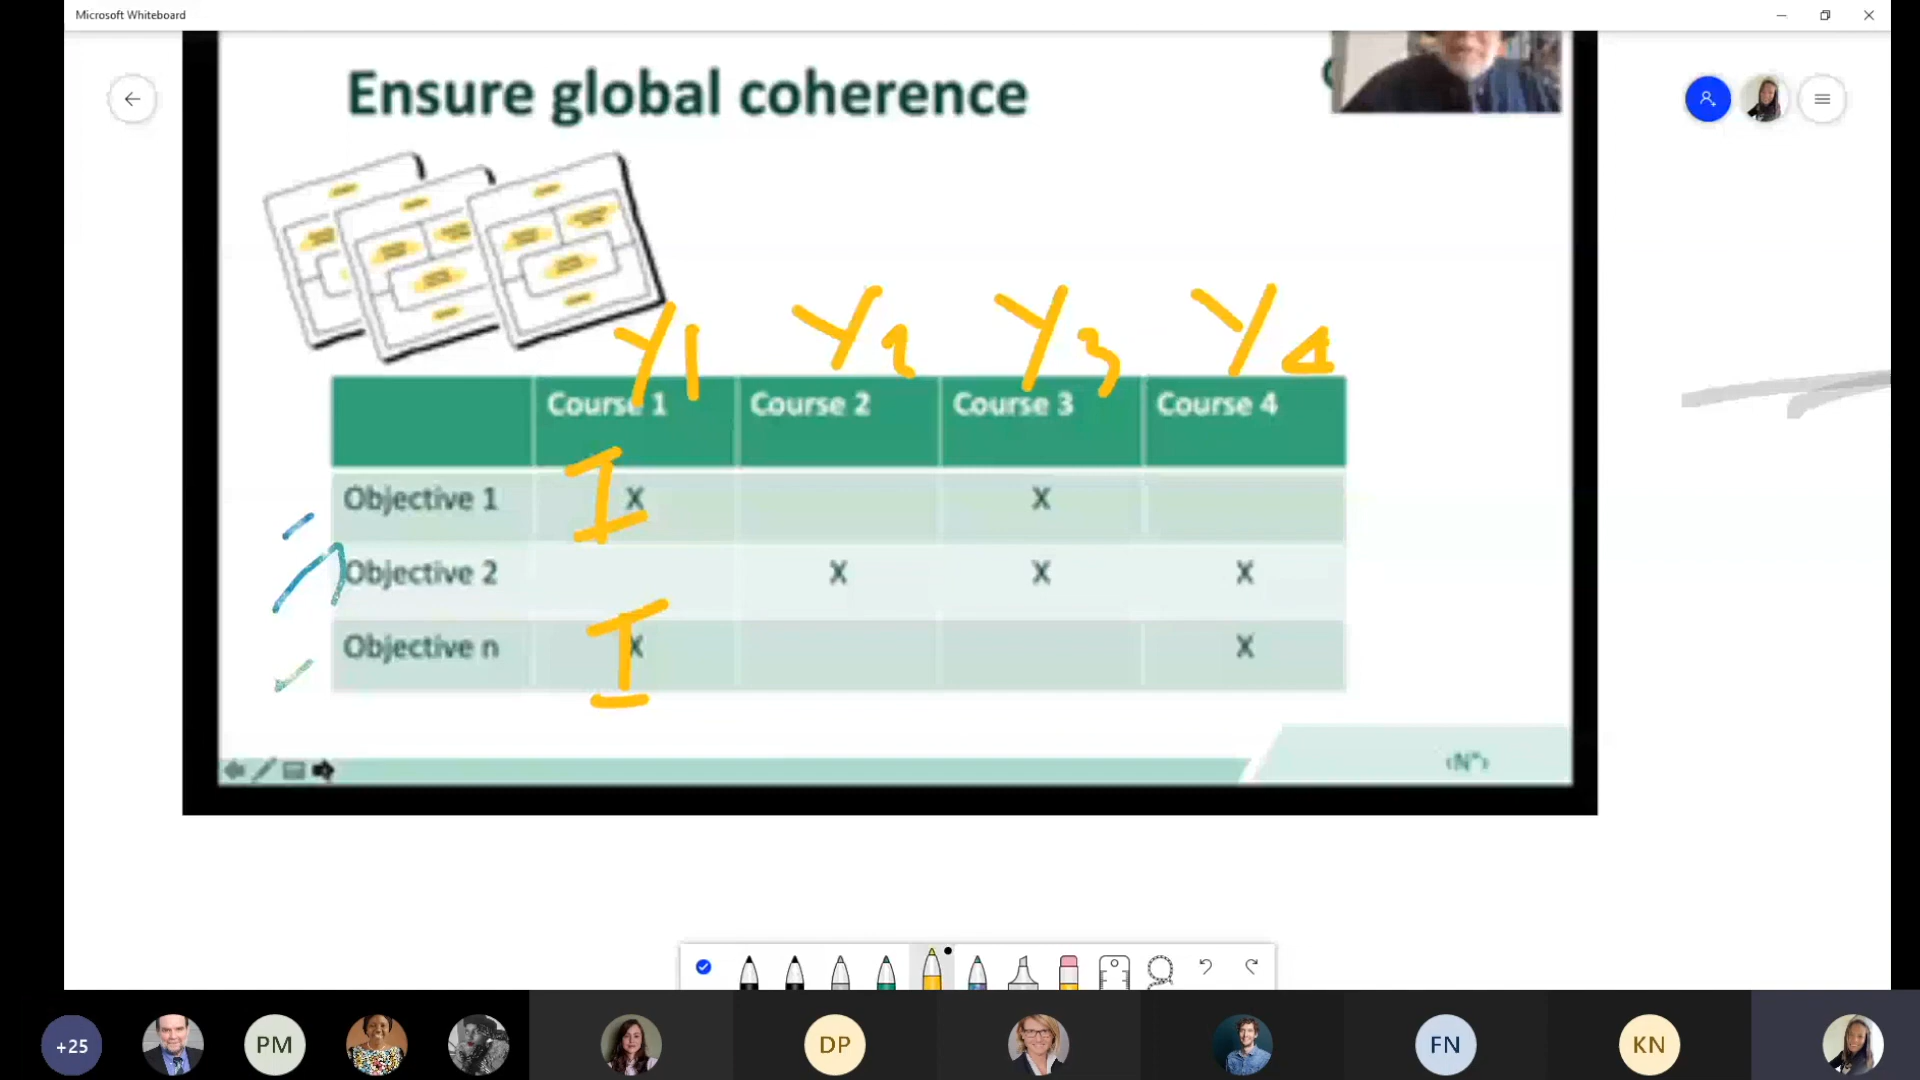 Microsoft Whiteboard
Ensure global coherence
Y1 Y2 Y3 Y4
Course 1 Course 2 Course 3 Course 4
I
Objective 1 X X
Objective 2 X X X
I
Objective n X X
‹N°›
+25 PM DP FN KN